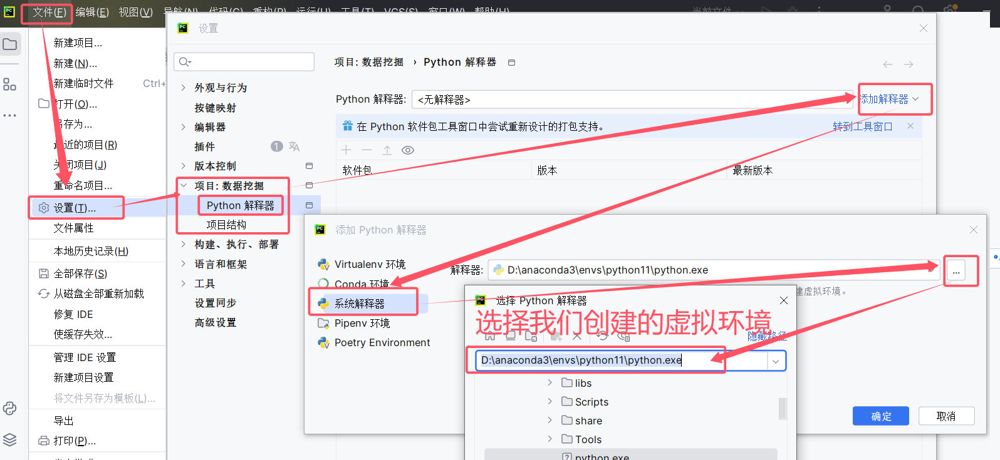 文件(F) 编辑(E) 视图(V) 导航(N) 代码(C) 重构(R) 运行(U) 工具(T) VCS(S) 窗口(W) 帮助(H) 当前文件
新建项目...
新建(N)...
新建临时文件 Ctrl+
打开(O)...
另存为...
最近的项目(R)
关闭项目(J)
重命名项目...
设置(T)...
文件属性
本地历史记录(H)
全部保存(S)
从磁盘全部重新加载
修复 IDE
使缓存失效...
管理 IDE 设置
新建项目设置
将文件另存为模板(L)...
导出
打印(P)...
设置
外观与行为
按键映射
编辑器
插件 1
版本控制
项目: 数据挖掘
Python 解释器
项目结构
构建、执行、部署
语言和框架
工具
设置同步
高级设置
项目: 数据挖掘 › Python 解释器
Python 解释器: <无解释器> 添加解释器
在 Python 软件包工具窗口中尝试重新设计的打包支持。 转到工具窗口
软件包 版本 最新版本
添加 Python 解释器
Virtualenv 环境
Conda 环境
系统解释器
Pipenv 环境
Poetry Environment
解释器: D:\anaconda3\envs\python11\python.exe ...
建虚拟环境。
选择 Python 解释器
选择我们创建的虚拟环境
隐藏路径
D:\anaconda3\envs\python11\python.exe
libs
Scripts
share
Tools
python.exe
确定 取消